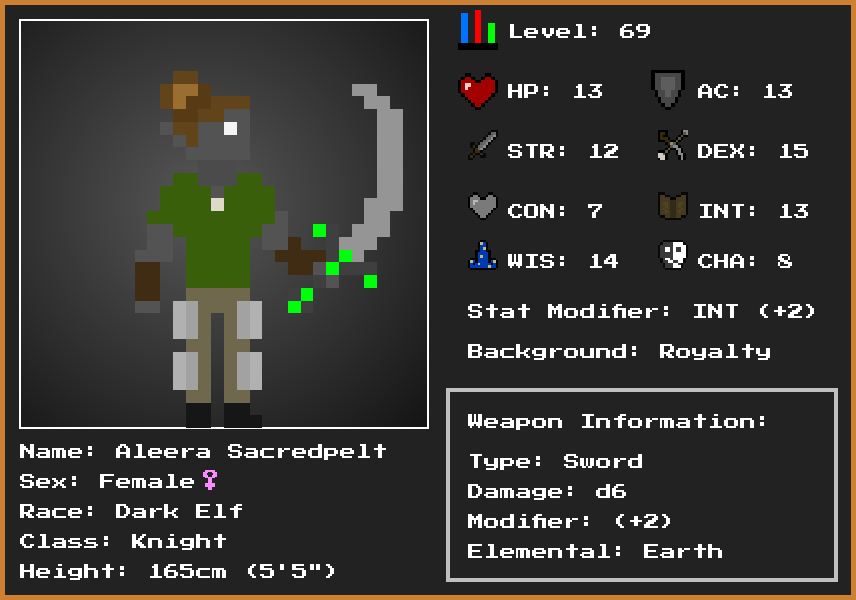 Level: 69
HP: 13
AC: 13
STR: 12
DEX: 15
CON: 7
INT: 13
WIS: 14
CHA: 8
Stat Modifier: INT (+2)
Background: Royalty
Weapon Information:
Type: Sword
Damage: d6
Modifier: (+2)
Elemental: Earth
Name: Aleera Sacredpelt
Sex: Female♀
Race: Dark Elf
Class: Knight
Height: 165cm (5'5")